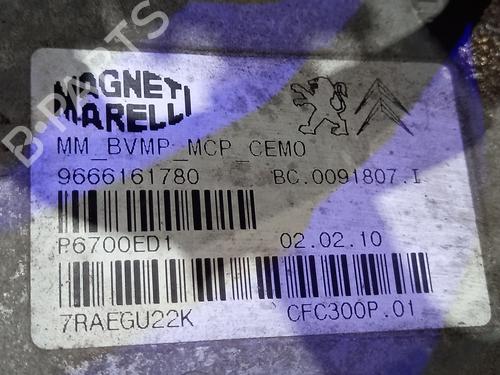 MAGNETI
MARELLI
MM_BVMP_MCP_CEMO
9666161780 BC.0091807.I
P6700ED1 02.02.10
7RAEGU22K CFC300P.01
B-PARTS